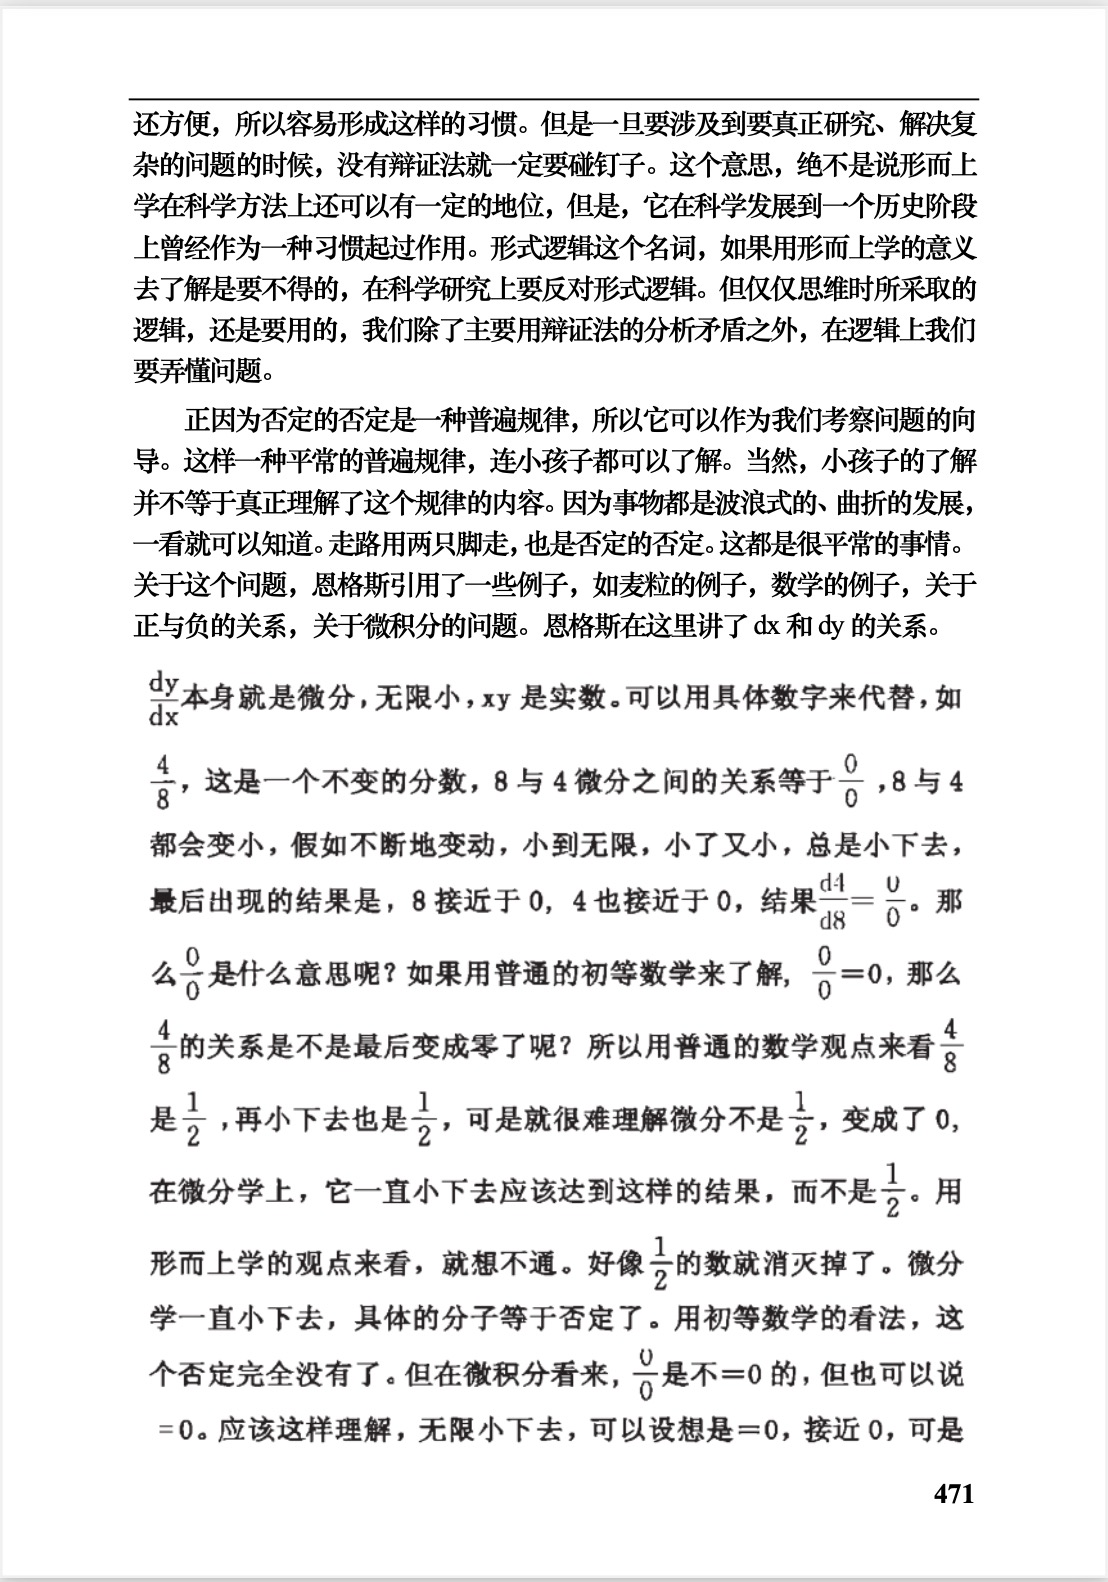 还方便，所以容易形成这样的习惯。但是一旦要涉及到要真正研究、解决复
杂的问题的时候，没有辩证法就一定要碰钉子。这个意思，绝不是说形而上
学在科学方法上还可以有一定的地位，但是，它在科学发展到一个历史阶段
上曾经作为一种习惯起过作用。形式逻辑这个名词，如果用形而上学的意义
去了解是要不得的，在科学研究上要反对形式逻辑。但仅仅思维时所采取的
逻辑，还是要用的，我们除了主要用辩证法的分析矛盾之外，在逻辑上我们
要弄懂问题。
正因为否定的否定是一种普遍规律，所以它可以作为我们考察问题的向
导。这样一种平常的普遍规律，连小孩子都可以了解。当然，小孩子的了解
并不等于真正理解了这个规律的内容。因为事物都是波浪式的、曲折的发展，
一看就可以知道。走路用两只脚走，也是否定的否定。这都是很平常的事情。
关于这个问题，恩格斯引用了一些例子，如麦粒的例子，数学的例子，关于
正与负的关系，关于微积分的问题。恩格斯在这里讲了 dx 和 dy 的关系。
dy/dx本身就是微分，无限小，xy 是实数。可以用具体数字来代替，如
4/8，这是一个不变的分数，8 与 4 微分之间的关系等于 0/0，8 与 4
都会变小，假如不断地变动，小到无限，小了又小，总是小下去，
最后出现的结果是，8 接近于 0，4 也接近于 0，结果 d4/d8 = 0/0。那
么 0/0 是什么意思呢？如果用普通的初等数学来了解，0/0＝0，那么
4/8 的关系是不是最后变成零了呢？所以用普通的数学观点来看 4/8
是 1/2，再小下去也是 1/2，可是就很难理解微分不是 1/2，变成了 0，
在微分学上，它一直小下去应该达到这样的结果，而不是 1/2。用
形而上学的观点来看，就想不通。好像 1/2 的数就消灭掉了。微分
学一直小下去，具体的分子等于否定了。用初等数学的看法，这
个否定完全没有了。但在微积分看来，0/0 是不＝0 的，但也可以说
＝0。应该这样理解，无限小下去，可以设想是＝0，接近 0，可是
471